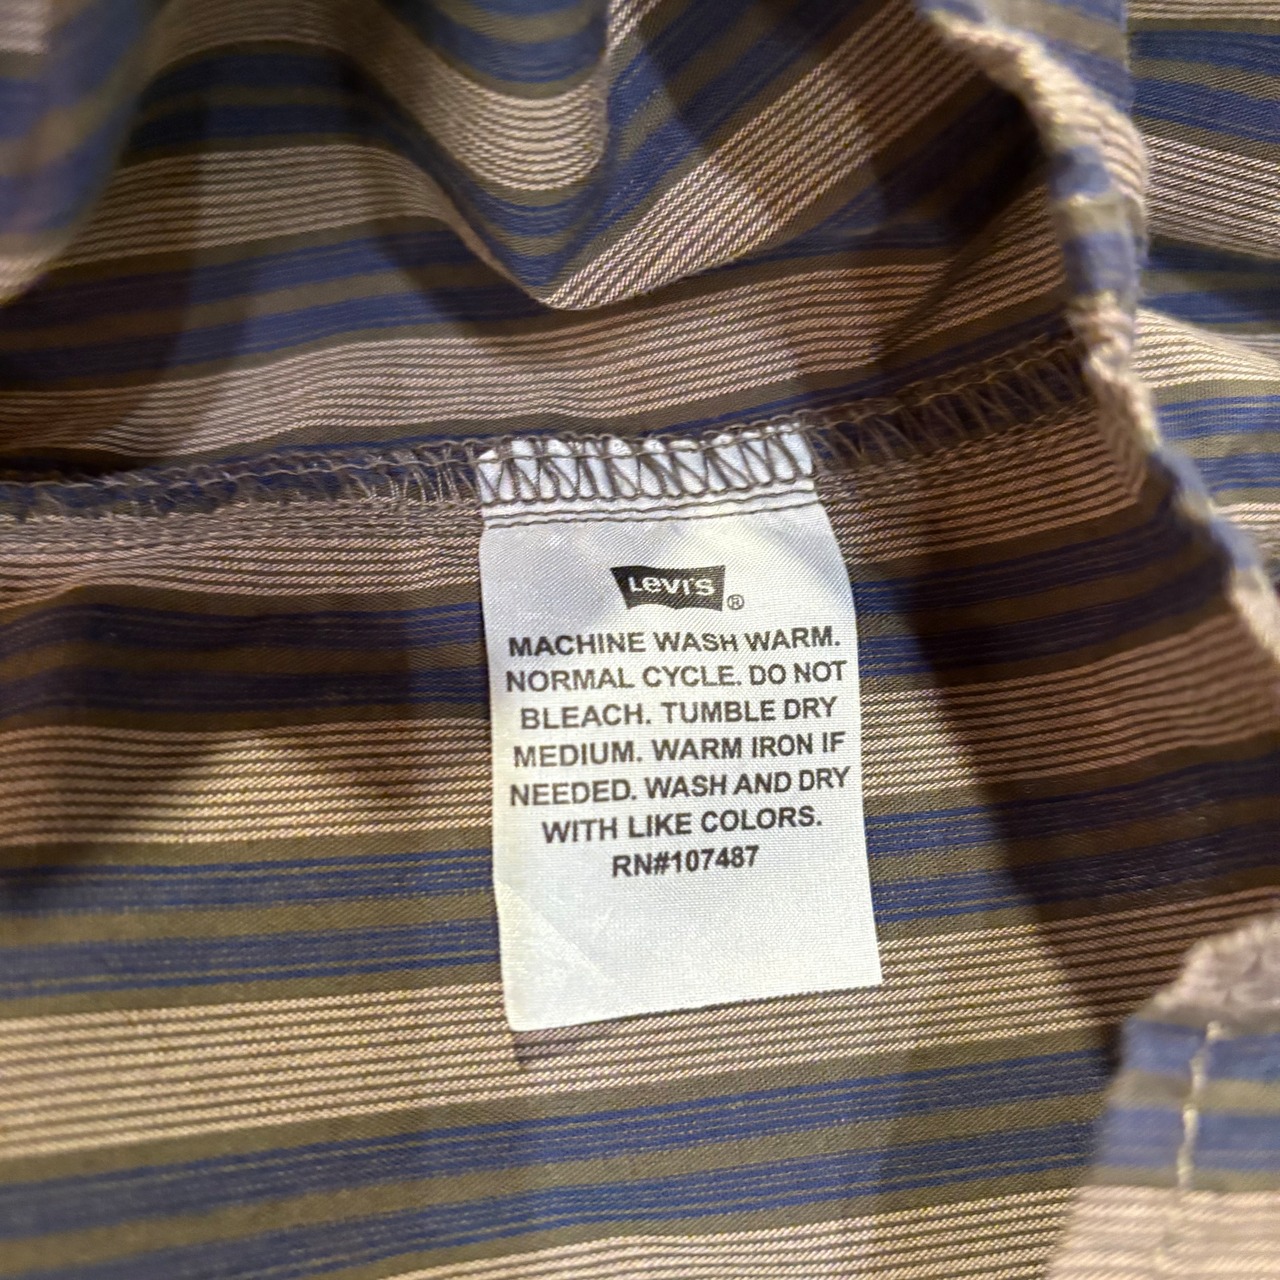 Levi's ®
MACHINE WASH WARM.
NORMAL CYCLE. DO NOT
BLEACH. TUMBLE DRY
MEDIUM. WARM IRON IF
NEEDED. WASH AND DRY
WITH LIKE COLORS.
RN#107487